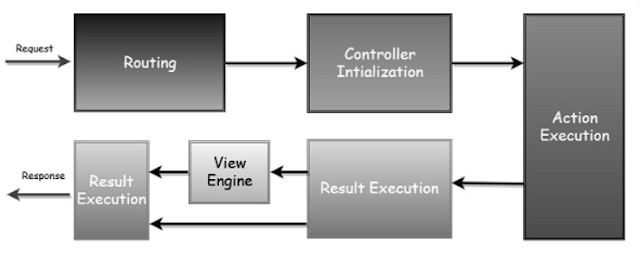 Request
Routing
Controller
Intialization
Action
Execution
Response
Result
Execution
View
Engine
Result Execution